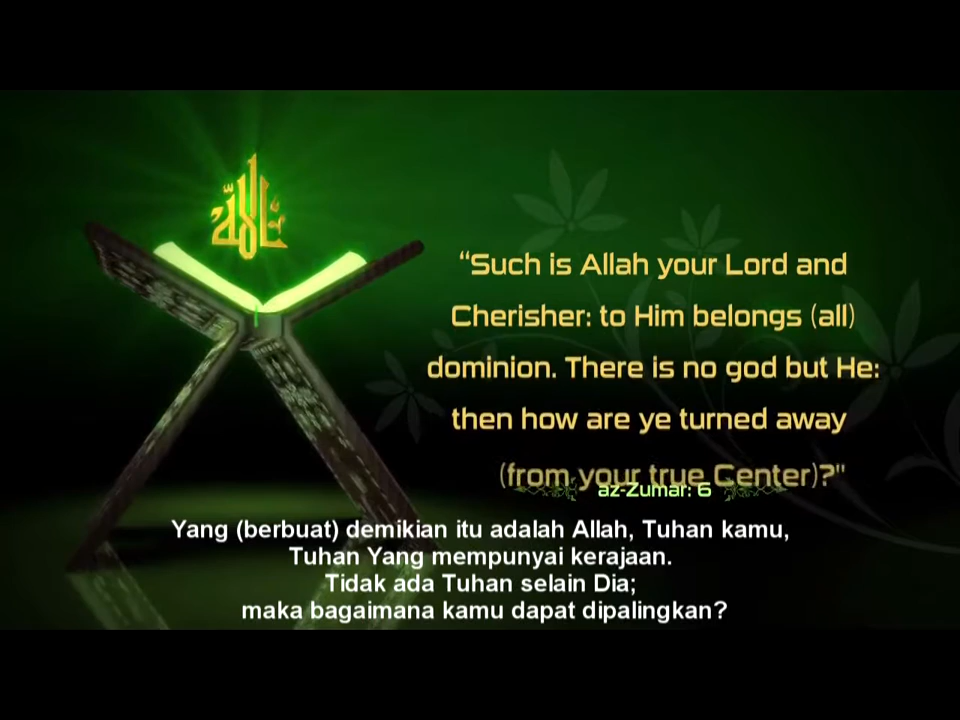 الله
“Such is Allah your Lord and
Cherisher: to Him belongs (all)
dominion. There is no god but He:
then how are ye turned away
(from your true Center)?"
az-Zumar: 6
Yang (berbuat) demikian itu adalah Allah, Tuhan kamu,
Tuhan Yang mempunyai kerajaan.
Tidak ada Tuhan selain Dia;
maka bagaimana kamu dapat dipalingkan?